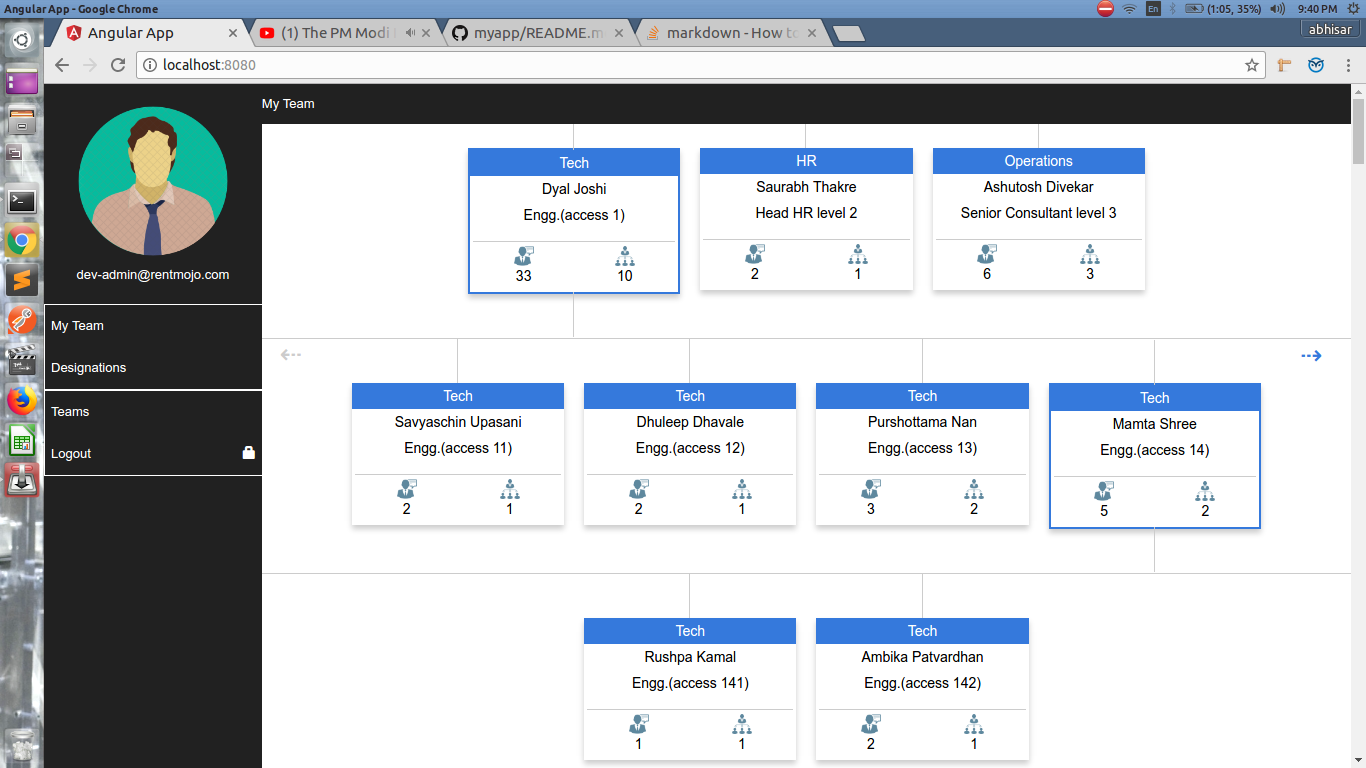 Angular App - Google Chrome
En (1:05, 35%) 9:40 PM
Angular App
(1) The PM Modi
myapp/README.m
markdown - How to
abhisar
localhost:8080
dev-admin@rentmojo.com
My Team
Designations
Teams
Logout
My Team
Tech
Dyal Joshi
Engg.(access 1)
33 10
HR
Saurabh Thakre
Head HR level 2
2 1
Operations
Ashutosh Divekar
Senior Consultant level 3
6 3
Tech
Savyaschin Upasani
Engg.(access 11)
2 1
Tech
Dhuleep Dhavale
Engg.(access 12)
2 1
Tech
Purshottama Nan
Engg.(access 13)
3 2
Tech
Mamta Shree
Engg.(access 14)
5 2
Tech
Rushpa Kamal
Engg.(access 141)
1 1
Tech
Ambika Patvardhan
Engg.(access 142)
2 1